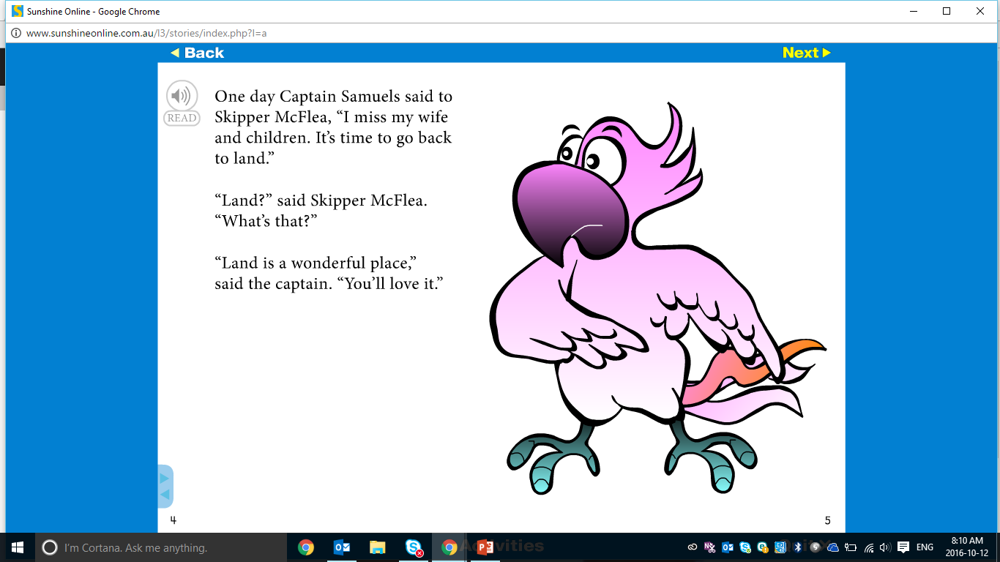 Sunshine Online - Google Chrome
www.sunshineonline.com.au/l3/stories/index.php?l=a
Back
Next
READ
One day Captain Samuels said to
Skipper McFlea, “I miss my wife
and children. It’s time to go back
to land.”
“Land?” said Skipper McFlea.
“What’s that?”
“Land is a wonderful place,”
said the captain. “You’ll love it.”
4
5
I'm Cortana. Ask me anything.
Activities
ENG
8:10 AM
2016-10-12